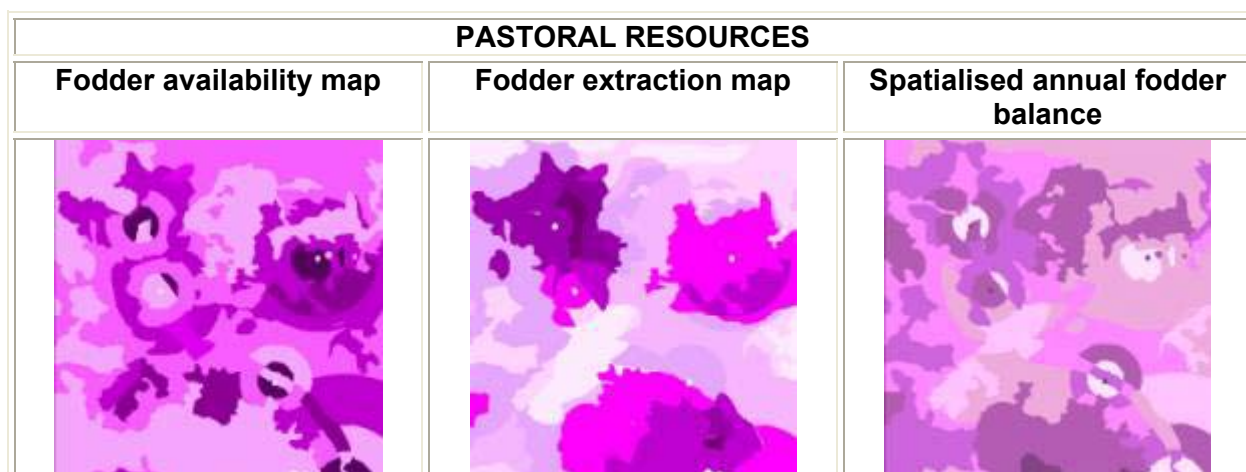 PASTORAL RESOURCES
Fodder availability map
Fodder extraction map
Spatialised annual fodder
balance